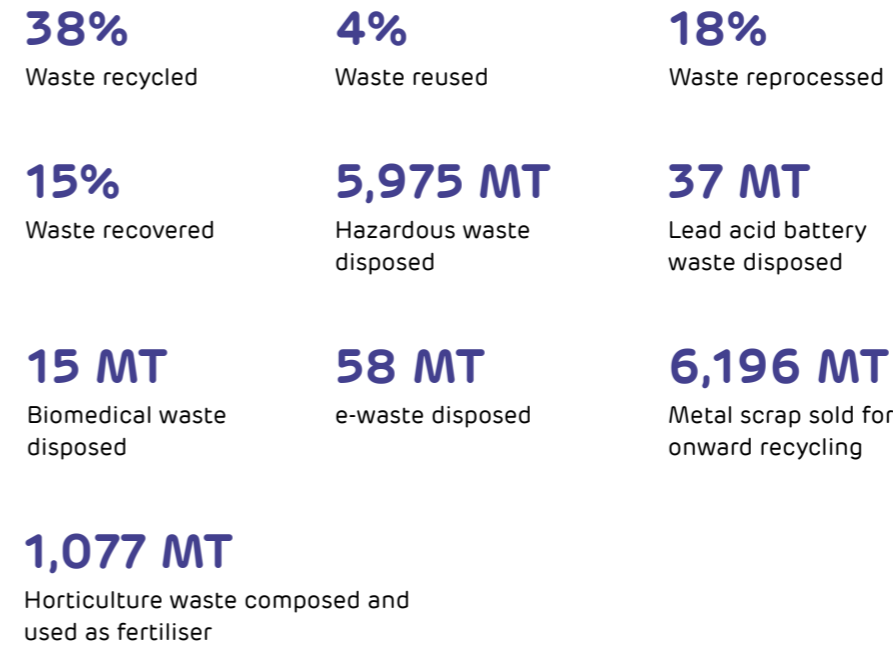 38%
Waste recycled
4%
Waste reused
18%
Waste reprocessed
15%
Waste recovered
5,975 MT
Hazardous waste
disposed
37 MT
Lead acid battery
waste disposed
15 MT
Biomedical waste
disposed
58 MT
e-waste disposed
6,196 MT
Metal scrap sold for
onward recycling
1,077 MT
Horticulture waste composed and
used as fertiliser